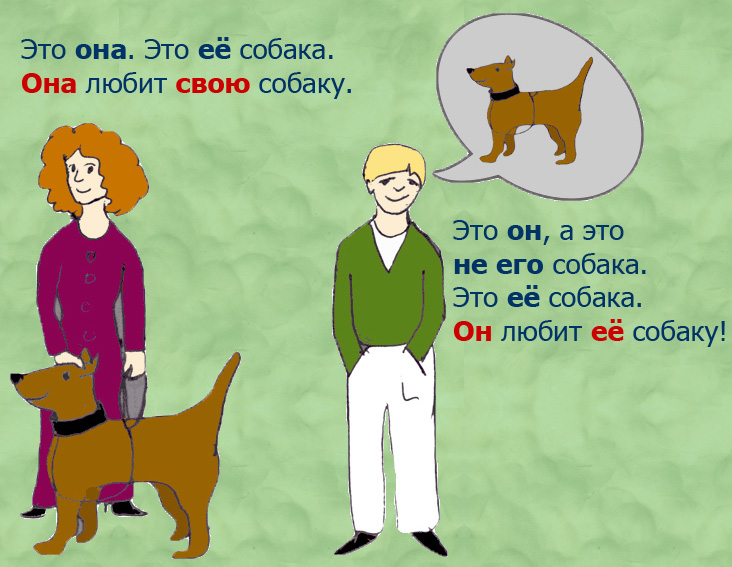 Это она. Это её собака.
Она любит свою собаку.
Это он, а это
не его собака.
Это её собака.
Он любит её собаку!